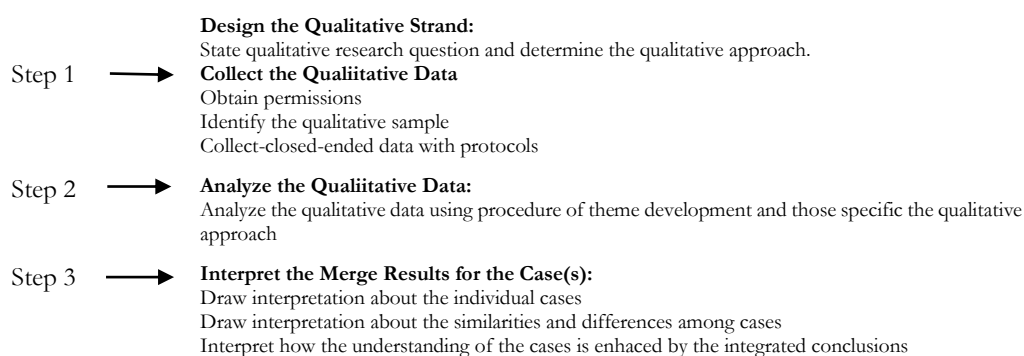 Design the Qualitative Strand:
State qualitative research question and determine the qualitative approach.
Step 1
Collect the Qualiitative Data
Obtain permissions
Identify the qualitative sample
Collect-closed-ended data with protocols
Step 2
Analyze the Qualiitative Data:
Analyze the qualitative data using procedure of theme development and those specific the qualitative
approach
Step 3
Interpret the Merge Results for the Case(s):
Draw interpretation about the individual cases
Draw interpretation about the similarities and differences among cases
Interpret how the understanding of the cases is enhaced by the integrated conclusions